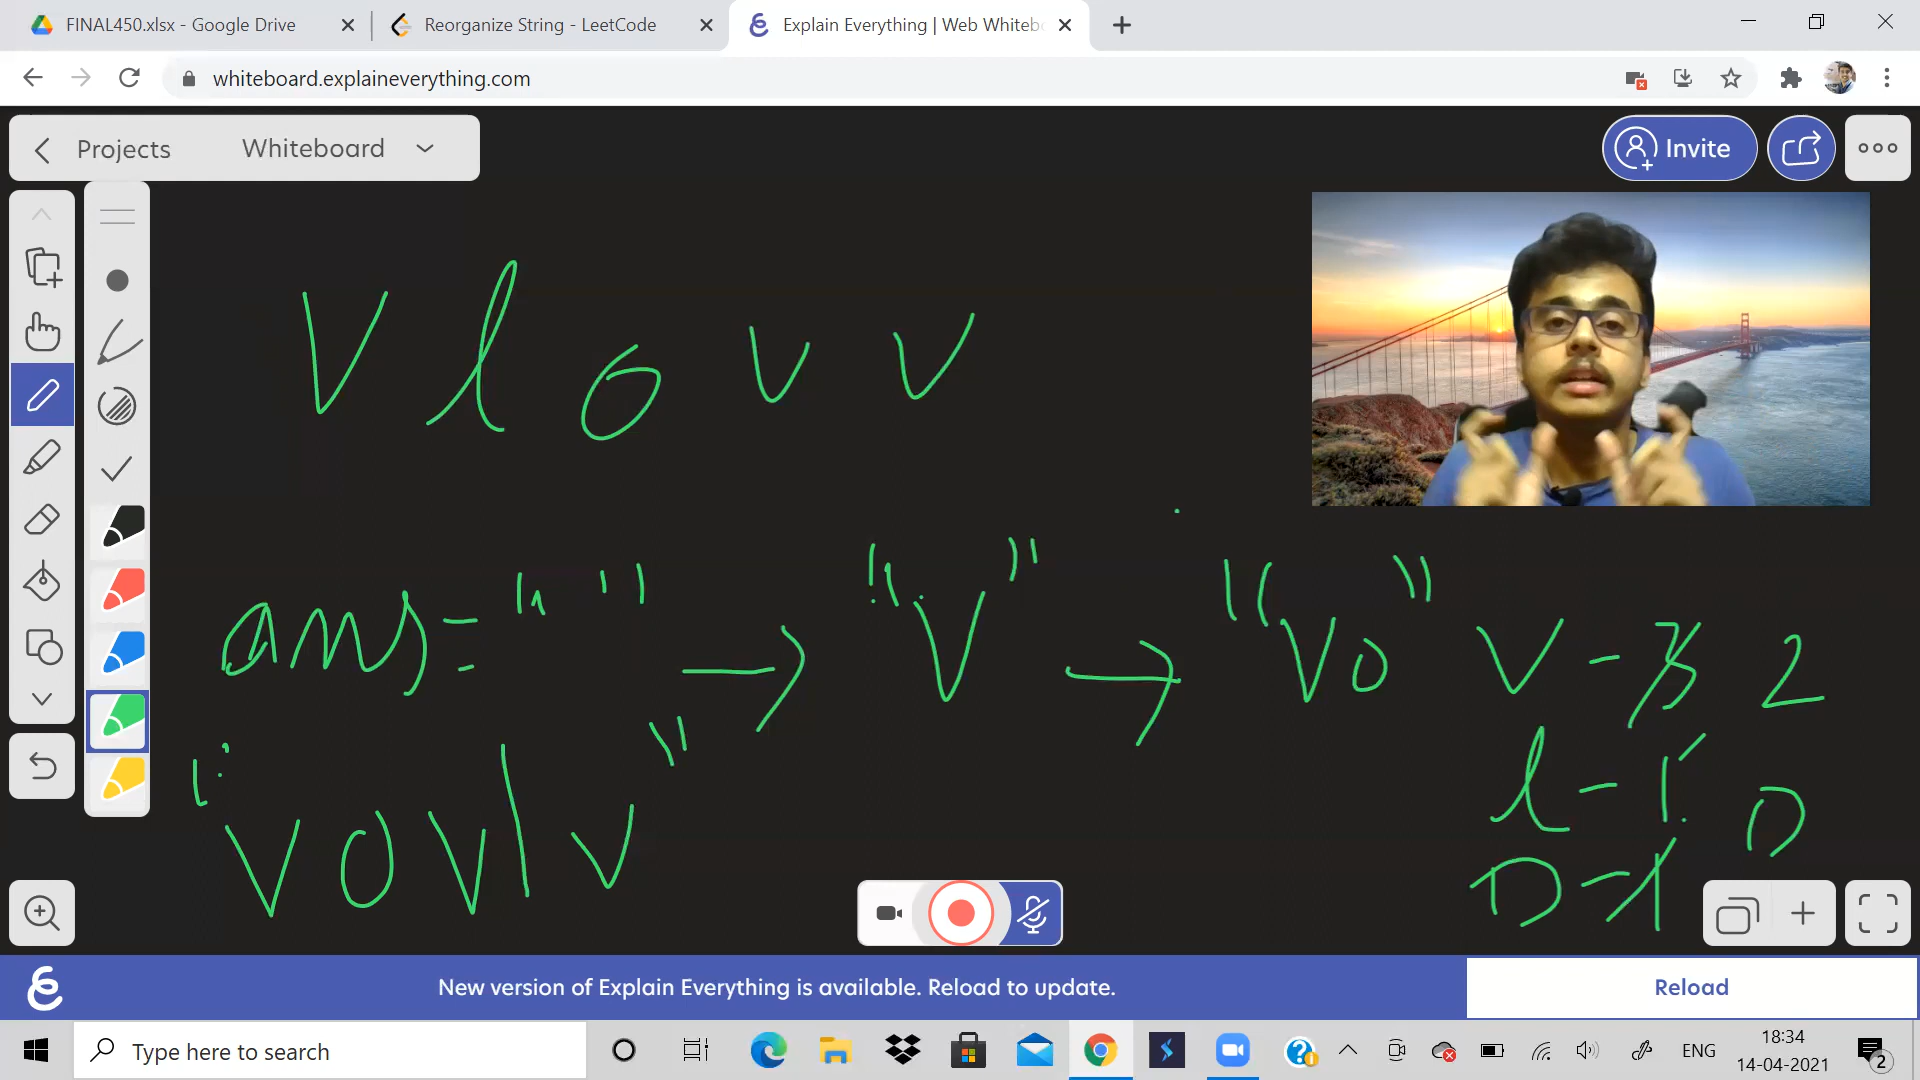 FINAL450.xlsx - Google Drive
Reorganize String - LeetCode
Explain Everything | Web Whiteb
whiteboard.explaineverything.com
Projects
Whiteboard
Invite
V l o v v
ans = " " → "V" → "Vo"
V - 3 2
l - 1 0
"V O V l V"
O - 1
New version of Explain Everything is available. Reload to update.
Reload
Type here to search
ENG
18:34
14-04-2021
2